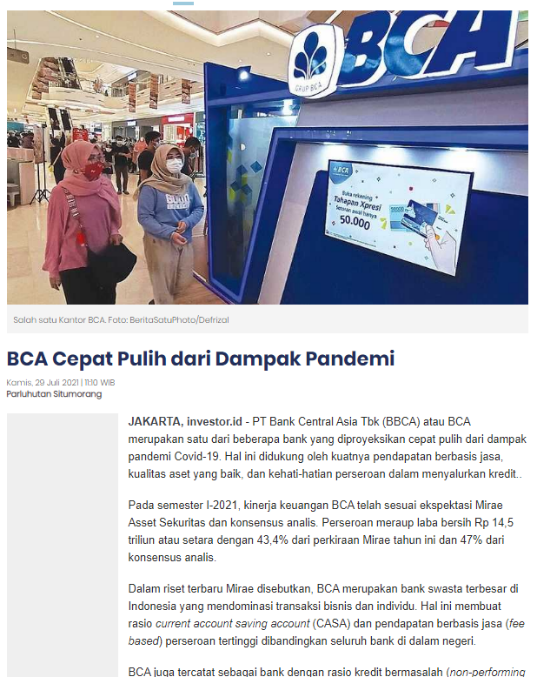 BCA
GRUP BCA
BCA
Buka rekening
Tahapan Xpresi
Setoran awal hanya
50.000
Salah satu Kantor BCA. Foto: BeritaSatuPhoto/Defrizal
BCA Cepat Pulih dari Dampak Pandemi
Kamis, 29 Juli 2021 | 11:10 WIB
Parluhutan Situmorang
JAKARTA, investor.id - PT Bank Central Asia Tbk (BBCA) atau BCA
merupakan satu dari beberapa bank yang diproyeksikan cepat pulih dari dampak
pandemi Covid-19. Hal ini didukung oleh kuatnya pendapatan berbasis jasa,
kualitas aset yang baik, dan kehati-hatian perseroan dalam menyalurkan kredit..
Pada semester I-2021, kinerja keuangan BCA telah sesuai ekspektasi Mirae
Asset Sekuritas dan konsensus analis. Perseroan meraup laba bersih Rp 14,5
triliun atau setara dengan 43,4% dari perkiraan Mirae tahun ini dan 47% dari
konsensus analis.
Dalam riset terbaru Mirae disebutkan, BCA merupakan bank swasta terbesar di
Indonesia yang mendominasi transaksi bisnis dan individu. Hal ini membuat
rasio current account saving account (CASA) dan pendapatan berbasis jasa (fee
based) perseroan tertinggi dibandingkan seluruh bank di dalam negeri.
BCA juga tercatat sebagai bank dengan rasio kredit bermasalah (non-performing